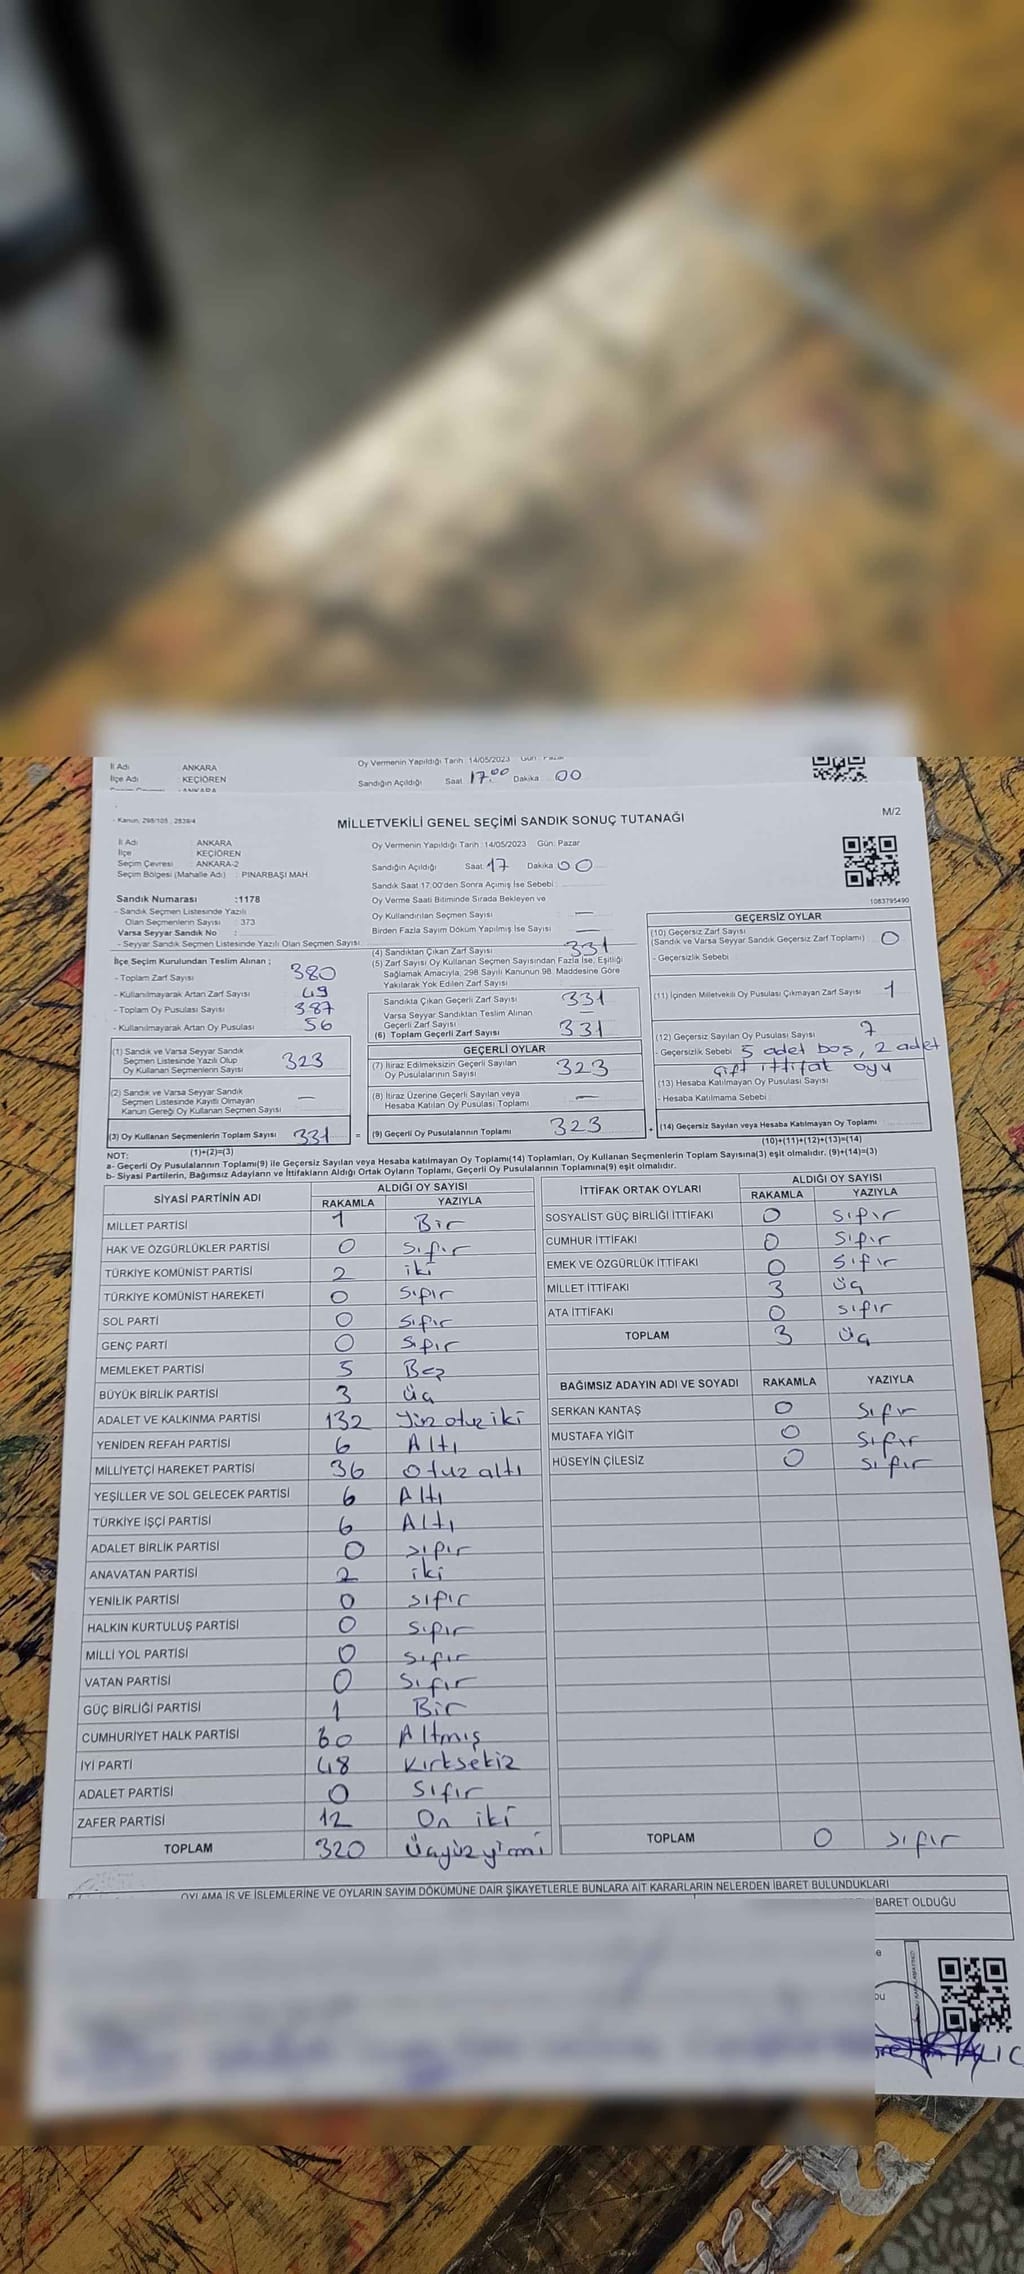 İl Adı : ANKARA
İlçe Adı : KEÇİÖREN
Oy Vermenin Yapıldığı Tarih :14/05/2023 Gün: Pazar
Sandığın Açıldığı Saat 17.00 Dakika 00
- Kanun, 298/105 , 2839/4
MİLLETVEKİLİ GENEL SEÇİMİ SANDIK SONUÇ TUTANAĞI
M/2
İl Adı : ANKARA
İlçe : KEÇİÖREN
Seçim Çevresi : ANKARA-2
Seçim Bölgesi (Mahalle Adı) : PINARBAŞI MAH.
Sandık Numarası :1178
- Sandık Seçmen Listesinde Yazılı
Olan Seçmenlerin Sayısı : 373
Varsa Seyyar Sandık No :
- Seyyar Sandık Seçmen Listesinde Yazılı Olan Seçmen Sayısı:
Oy Vermenin Yapıldığı Tarih :14/05/2023 Gün: Pazar
Sandığın Açıldığı Saat: 17 Dakika 00
Sandık Saat 17.00'den Sonra Açımış İse Sebebi :
Oy Verme Saati Bitiminde Sırada Bekleyen ve
Oy Kullandırılan Seçmen Sayısı —
Birden Fazla Sayım Döküm Yapılmış İse Sayısı —
1083795490
İlçe Seçim Kurulundan Teslim Alınan ;
- Toplam Zarf Sayısı 380
- Kullanılmayarak Artan Zarf Sayısı 49
- Toplam Oy Pusulası Sayısı 387
- Kullanılmayarak Artan Oy Pusulası 56
(4) Sandıktan Çıkan Zarf Sayısı 331
(5) Zarf Sayısı Oy Kullanan Seçmen Sayısından Fazla İse, Eşitliği
Sağlamak Amacıyla, 298 Sayılı Kanunun 98. Maddesine Göre
Yakılarak Yok Edilen Zarf Sayısı
Sandıkta Çıkan Geçerli Zarf Sayısı 331
Varsa Seyyar Sandıktan Teslim Alınan
Geçerli Zarf Sayısı —
(6) Toplam Geçerli Zarf Sayısı 331
GEÇERSİZ OYLAR
(10) Geçersiz Zarf Sayısı
(Sandık ve Varsa Seyyar Sandık Geçersiz Zarf Toplamı) 0
- Geçersizlik Sebebi
(11) İçinden Milletvekili Oy Pusulası Çıkmayan Zarf Sayısı 1
(12) Geçersiz Sayılan Oy Pusulası Sayısı 7
- Geçersizlik Sebebi 5 adet boş, 2 adet
çift ittifak oyu
(13) Hesaba Katılmayan Oy Pusulası Sayısı
- Hesaba Katılmama Sebebi
(14) Geçersiz Sayılan veya Hesaba Katılmayan Oy Toplamı
(10)+(11)+(12)+(13)=(14)
(1) Sandık ve Varsa Seyyar Sandık
Seçmen Listesinde Yazılı Olup
Oy Kullanan Seçmenlerin Sayısı 323
(2) Sandık ve Varsa Seyyar Sandık
Seçmen Listesinde Kayıtlı Olmayan
Kanun Gereği Oy Kullanan Seçmen Sayısı —
(3) Oy Kullanan Seçmenlerin Toplam Sayısı 331 =
(1)+(2)=(3)
GEÇERLİ OYLAR
(7) İtiraz Edilmeksizin Geçerli Sayılan
Oy Pusulalarının Sayısı 323
(8) İtiraz Üzerine Geçerli Sayılan veya
Hesaba Katılan Oy Pusulası Toplamı —
(9) Geçerli Oy Pusulalarının Toplamı 323 +
NOT:
a- Geçerli Oy Pusulalarının Toplamı(9) ile Geçersiz Sayılan veya Hesaba katılmayan Oy Toplamı(14) Toplamları, Oy Kullanan Seçmenlerin Toplam Sayısına(3) eşit olmalıdır. (9)+(14)=(3)
b- Siyasi Partilerin, Bağımsız Adayların ve İttifakların Aldığı Ortak Oyların Toplamı, Geçerli Oy Pusulalarının Toplamına(9) eşit olmalıdır.
SİYASİ PARTİNİN ADI ALDIĞI OY SAYISI
RAKAMLA YAZIYLA
MİLLET PARTİSİ 1 Bir
HAK VE ÖZGÜRLÜKLER PARTİSİ 0 Sıfır
TÜRKİYE KOMÜNİST PARTİSİ 2 iki
TÜRKİYE KOMÜNİST HAREKETİ 0 Sıfır
SOL PARTİ 0 Sıfır
GENÇ PARTİ 0 Sıfır
MEMLEKET PARTİSİ 5 Beş
BÜYÜK BİRLİK PARTİSİ 3 Üç
ADALET VE KALKINMA PARTİSİ 132 Yüz otuz iki
YENİDEN REFAH PARTİSİ 6 Altı
MİLLİYETÇİ HAREKET PARTİSİ 36 Otuz altı
YEŞİLLER VE SOL GELECEK PARTİSİ 6 Altı
TÜRKİYE İŞÇİ PARTİSİ 6 Altı
ADALET BİRLİK PARTİSİ 0 sıfır
ANAVATAN PARTİSİ 2 iki
YENİLİK PARTİSİ 0 sıfır
HALKIN KURTULUŞ PARTİSİ 0 sıfır
MİLLİ YOL PARTİSİ 0 sıfır
VATAN PARTİSİ 0 sıfır
GÜÇ BİRLİĞİ PARTİSİ 1 Bir
CUMHURİYET HALK PARTİSİ 60 Altmış
İYİ PARTİ 48 Kırksekiz
ADALET PARTİSİ 0 Sıfır
ZAFER PARTİSİ 12 On iki
TOPLAM 320 Üçyüzyirmi
İTTİFAK ORTAK OYLARI ALDIĞI OY SAYISI
RAKAMLA YAZIYLA
SOSYALİST GÜÇ BİRLİĞİ İTTİFAKI 0 sıfır
CUMHUR İTTİFAKI 0 sıfır
EMEK VE ÖZGÜRLÜK İTTİFAKI 0 sıfır
MİLLET İTTİFAKI 3 üç
ATA İTTİFAKI 0 sıfır
TOPLAM 3 üç
BAĞIMSIZ ADAYIN ADI VE SOYADI RAKAMLA YAZIYLA
SERKAN KANTAŞ 0 Sıfır
MUSTAFA YİĞİT 0 Sıfır
HÜSEYİN ÇİLESİZ 0 sıfır
TOPLAM 0 sıfır
OYLAMA İŞ VE İŞLEMLERİNE VE OYLARIN SAYIM DÖKÜMÜNE DAİR ŞİKAYETLERLE BUNLARA AİT KARARLARIN NELERDEN İBARET BULUNDUKLARI
BARET OLDUĞU